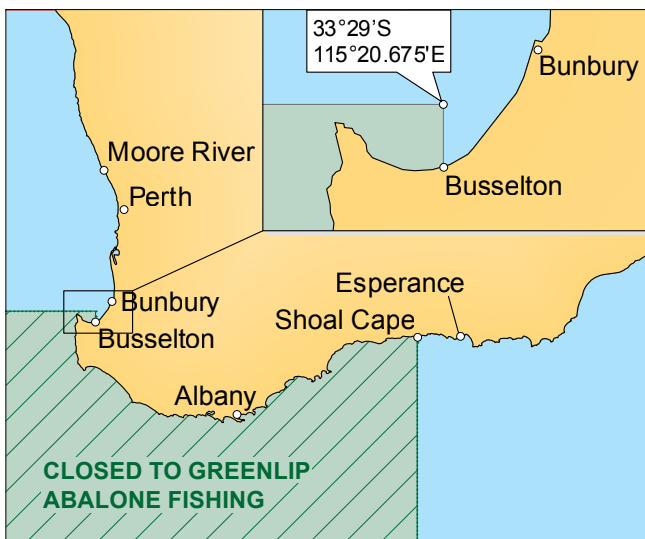 33°29'S
115°20.675'E
Bunbury
Busselton
Moore River
Perth
Bunbury
Busselton
Esperance
Shoal Cape
Albany
CLOSED TO GREENLIP
ABALONE FISHING